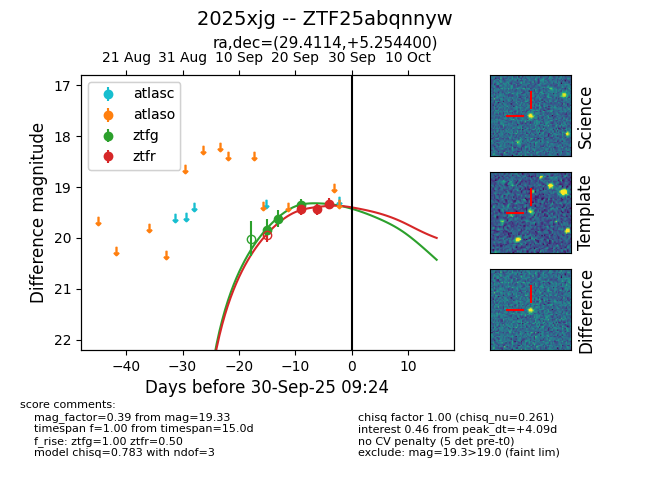 2025xjg -- ZTF25abqnnyw
ra,dec=(29.4114,+5.254400)
21 Aug 31 Aug 10 Sep 20 Sep 30 Sep 10 Oct
17
18
19
20
21
22
Difference magnitude
atlasc
atlaso
ztfg
ztfr
−40 −30 −20 −10 0 10
Days before 30-Sep-25 09:24
Science
Template
Difference
score comments:
mag_factor=0.39 from mag=19.33
timespan f=1.00 from timespan=15.0d
f_rise: ztfg=1.00 ztfr=0.50
model chisq=0.783 with ndof=3
chisq factor 1.00 (chisq_nu=0.261)
interest 0.46 from peak_dt=+4.09d
no CV penalty (5 det pre-t0)
exclude: mag=19.3>19.0 (faint lim)